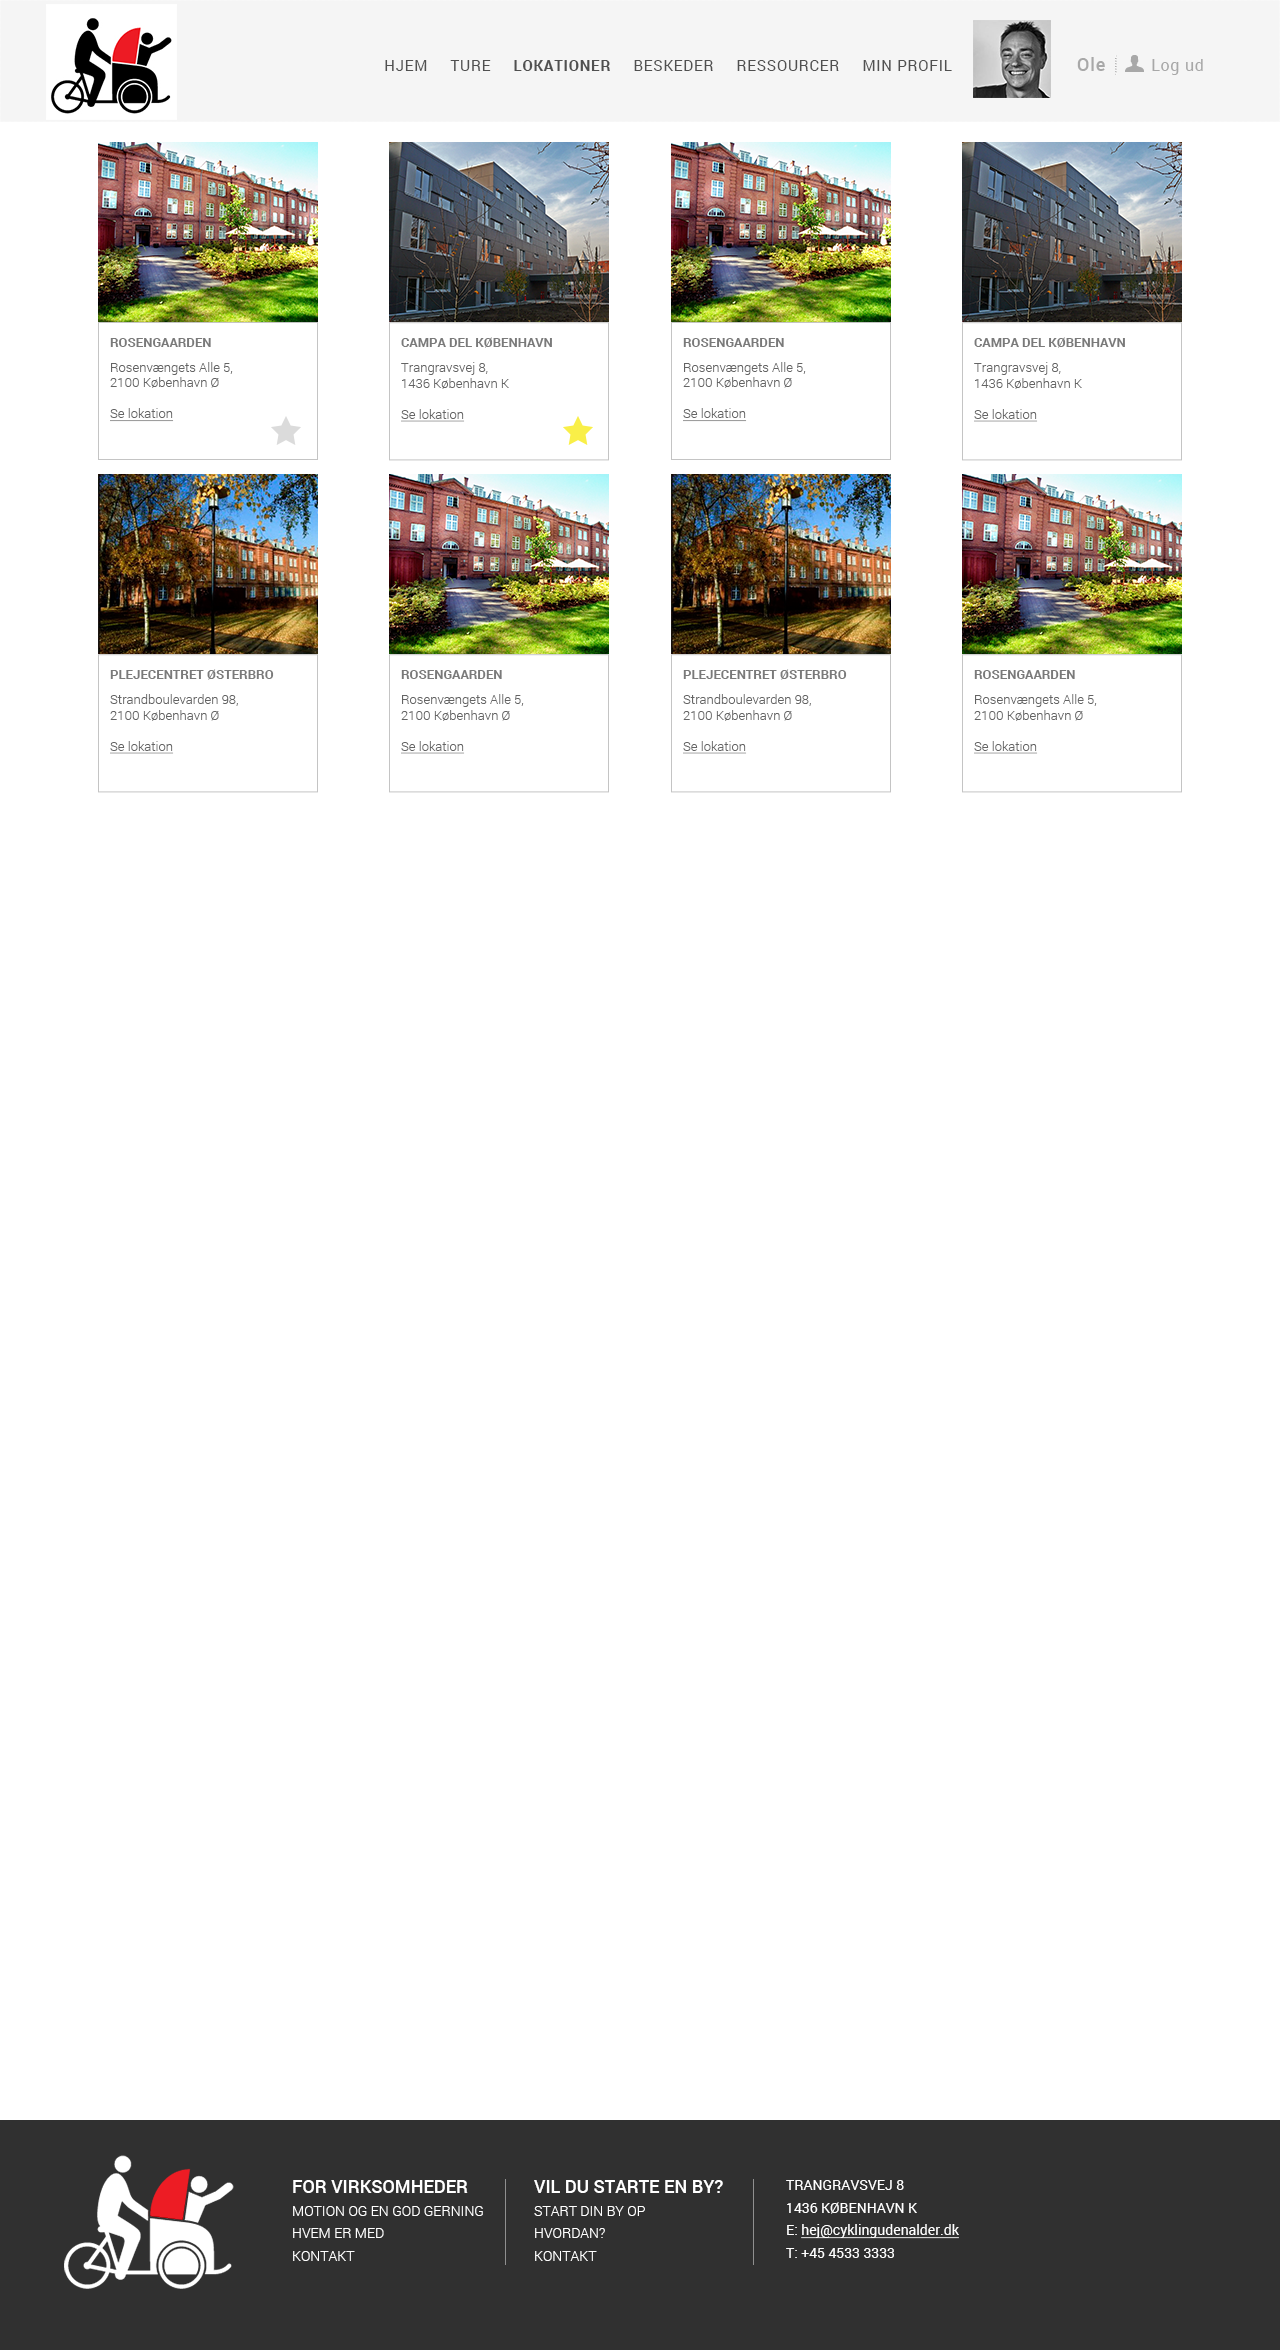 HJEM TURE LOKATIONER BESKEDER RESSOURCER MIN PROFIL Ole Log ud
ROSENGAARDEN
Rosenvængets Alle 5,
2100 København Ø
Se lokation
CAMPA DEL KØBENHAVN
Trangravsvej 8,
1436 København K
Se lokation
ROSENGAARDEN
Rosenvængets Alle 5,
2100 København Ø
Se lokation
CAMPA DEL KØBENHAVN
Trangravsvej 8,
1436 København K
Se lokation
PLEJECENTRET ØSTERBRO
Strandboulevarden 98,
2100 København Ø
Se lokation
ROSENGAARDEN
Rosenvængets Alle 5,
2100 København Ø
Se lokation
PLEJECENTRET ØSTERBRO
Strandboulevarden 98,
2100 København Ø
Se lokation
ROSENGAARDEN
Rosenvængets Alle 5,
2100 København Ø
Se lokation
FOR VIRKSOMHEDER
MOTION OG EN GOD GERNING
HVEM ER MED
KONTAKT
VIL DU STARTE EN BY?
START DIN BY OP
HVORDAN?
KONTAKT
TRANGRAVSVEJ 8
1436 KØBENHAVN K
E: hej@cyklingudenalder.dk
T: +45 4533 3333